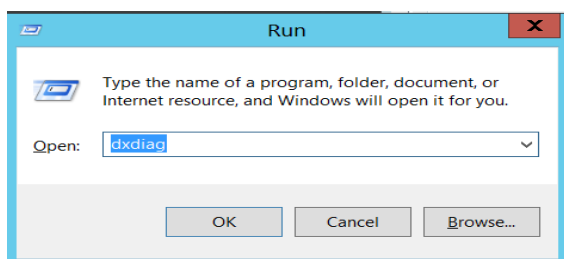 Run
X
Type the name of a program, folder, document, or
Internet resource, and Windows will open it for you.
Open: dxdiag
OK Cancel Browse...